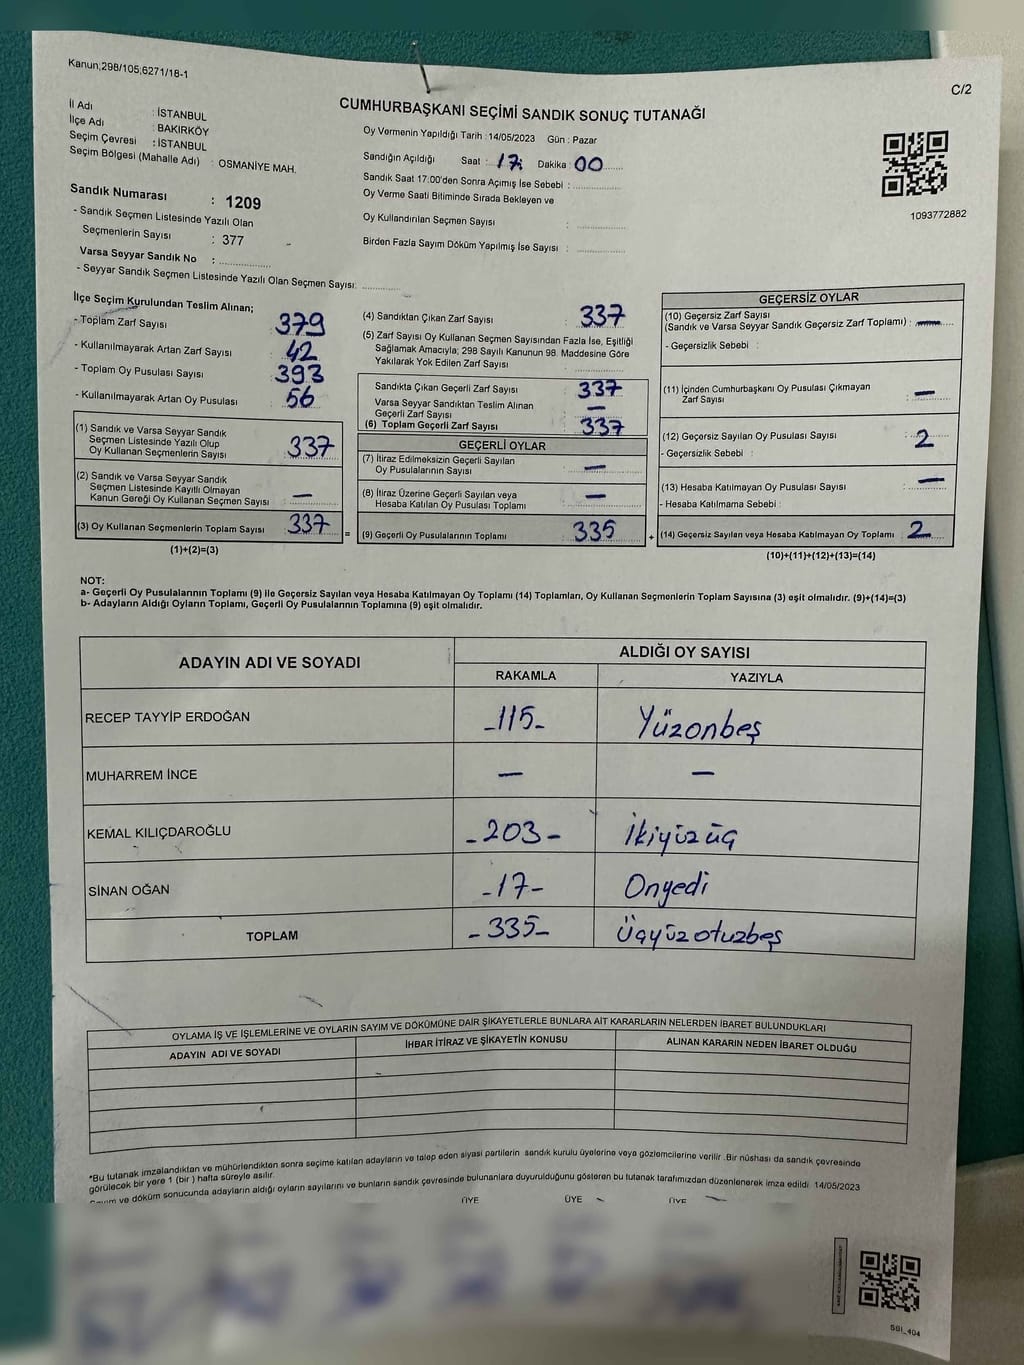 Kanun;298/105;6271/18-1
C/2
CUMHURBAŞKANI SEÇİMİ SANDIK SONUÇ TUTANAĞI
İl Adı : İSTANBUL
İlçe Adı : BAKIRKÖY
Seçim Çevresi : İSTANBUL
Seçim Bölgesi (Mahalle Adı) : OSMANİYE MAH.
Sandık Numarası : 1209
- Sandık Seçmen Listesinde Yazılı Olan
Seçmenlerin Sayısı : 377
Varsa Seyyar Sandık No :
- Seyyar Sandık Seçmen Listesinde Yazılı Olan Seçmen Sayısı:
Oy Vermenin Yapıldığı Tarih : 14/05/2023 Gün : Pazar
Sandığın Açıldığı Saat : 17: Dakika : 00
Sandık Saat 17:00'den Sonra Açımış İse Sebebi :
Oy Verme Saati Bitiminde Sırada Bekleyen ve
Oy Kullandırılan Seçmen Sayısı :
Birden Fazla Sayım Döküm Yapılmış İse Sayısı :
1093772882
İlçe Seçim Kurulundan Teslim Alınan;
- Toplam Zarf Sayısı 379
- Kullanılmayarak Artan Zarf Sayısı 42
- Toplam Oy Pusulası Sayısı 393
- Kullanılmayarak Artan Oy Pusulası 56
(1) Sandık ve Varsa Seyyar Sandık
Seçmen Listesinde Yazılı Olup
Oy Kullanan Seçmenlerin Sayısı 337
(2) Sandık ve Varsa Seyyar Sandık
Seçmen Listesinde Kayıtlı Olmayan
Kanun Gereği Oy Kullanan Seçmen Sayısı —
(3) Oy Kullanan Seçmenlerin Toplam Sayısı 337
(1)+(2)=(3)
=
(4) Sandıktan Çıkan Zarf Sayısı 337
(5) Zarf Sayısı Oy Kullanan Seçmen Sayısından Fazla İse, Eşitliği
Sağlamak Amacıyla; 298 Sayılı Kanunun 98. Maddesine Göre
Yakılarak Yok Edilen Zarf Sayısı
Sandıkta Çıkan Geçerli Zarf Sayısı 337
Varsa Seyyar Sandıktan Teslim Alınan
Geçerli Zarf Sayısı —
(6) Toplam Geçerli Zarf Sayısı 337
GEÇERLİ OYLAR
(7) İtiraz Edilmeksizin Geçerli Sayılan
Oy Pusulalarının Sayısı —
(8) İtiraz Üzerine Geçerli Sayılan veya
Hesaba Katılan Oy Pusulası Toplamı —
(9) Geçerli Oy Pusulalarının Toplamı 335
+
GEÇERSİZ OYLAR
(10) Geçersiz Zarf Sayısı
(Sandık ve Varsa Seyyar Sandık Geçersiz Zarf Toplamı) : —
- Geçersizlik Sebebi :
(11) İçinden Cumhurbaşkanı Oy Pusulası Çıkmayan
Zarf Sayısı : —
(12) Geçersiz Sayılan Oy Pusulası Sayısı : 2
- Geçersizlik Sebebi :
(13) Hesaba Katılmayan Oy Pusulası Sayısı : —
- Hesaba Katılmama Sebebi :
(14) Geçersiz Sayılan veya Hesaba Katılmayan Oy Toplamı 2
(10)+(11)+(12)+(13)=(14)
NOT:
a- Geçerli Oy Pusulalarının Toplamı (9) ile Geçersiz Sayılan veya Hesaba Katılmayan Oy Toplamı (14) Toplamları, Oy Kullanan Seçmenlerin Toplam Sayısına (3) eşit olmalıdır. (9)+(14)=(3)
b- Adayların Aldığı Oyların Toplamı, Geçerli Oy Pusulalarının Toplamına (9) eşit olmalıdır.
ADAYIN ADI VE SOYADI ALDIĞI OY SAYISI
RAKAMLA YAZIYLA
RECEP TAYYİP ERDOĞAN -115- Yüzonbeş
MUHARREM İNCE — —
KEMAL KILIÇDAROĞLU -203- İkiyüzüç
SİNAN OĞAN -17- Onyedi
TOPLAM -335- Üçyüzotuzbeş
OYLAMA İŞ VE İŞLEMLERİNE VE OYLARIN SAYIM VE DÖKÜMÜNE DAİR ŞİKAYETLERLE BUNLARA AİT KARARLARIN NELERDEN İBARET BULUNDUKLARI
ADAYIN ADI VE SOYADI İHBAR İTİRAZ VE ŞİKAYETİN KONUSU ALINAN KARARIN NEDEN İBARET OLDUĞU
*Bu tutanak imzalandıktan ve mühürlendikten sonra seçime katılan adayların ve talep eden siyasi partilerin sandık kurulu üyelerine veya gözlemcilerine verilir .Bir nüshası da sandık çevresinde
görülecek bir yere 1 (bir ) hafta süreyle asılır.
ve döküm sonucunda adayların aldığı oyların sayılarını ve bunların sandık çevresinde bulunanlara duyurulduğunu gösteren bu tutanak tarafımızdan düzenlenerek imza edildi 14/05/2023
ÜYE ÜYE ÜYE
SBI_404